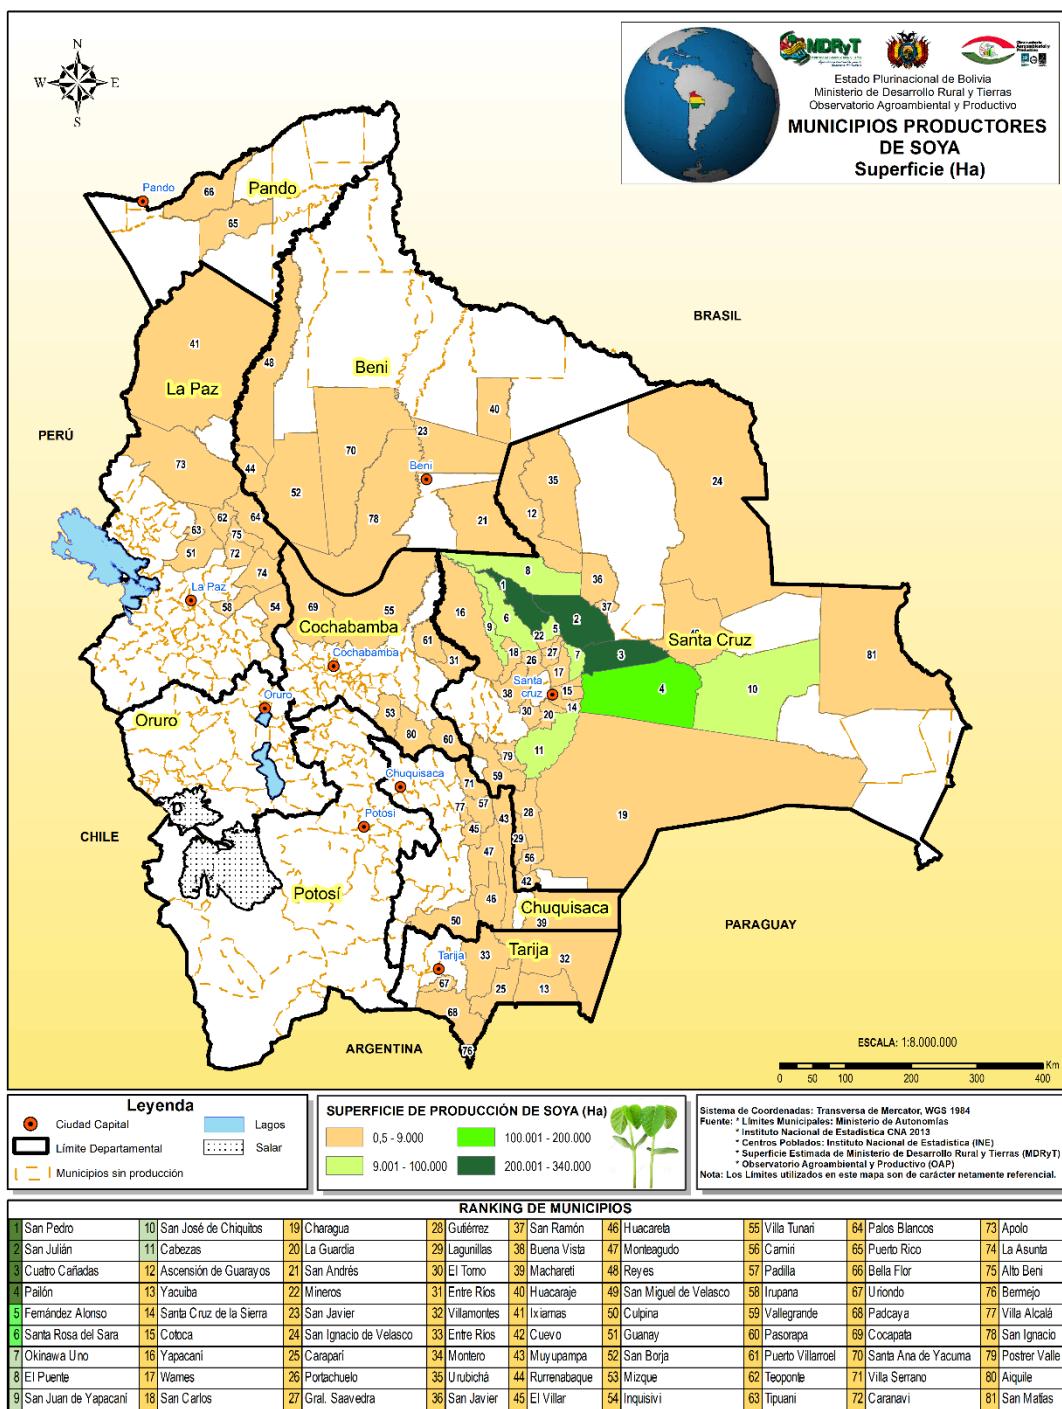 N
W E
S
MDRyT
Estado Plurinacional de Bolivia
Ministerio de Desarrollo Rural y Tierras
Observatorio Agroambiental y Productivo
MUNICIPIOS PRODUCTORES
DE SOYA
Superficie (Ha)
Pando
66
Pando
65
BRASIL
41
48
Beni
La Paz
40
PERÚ
23
24
70
35
73
44
Beni
52
12
21
78
62
64
63
75
51
72
8
74
36
1
La Paz
58
54
69
55
16
6
9
5
2
37
Cochabamba
22
49
Santa Cruz
61
18
27
7
3
Cochabamba
31
26
17
81
Santa
cruz
15
4
10
38
Oruro
53
30
14
20
Oruro
80
60
11
79
Chuquisaca
59
71
77
57
28
43
19
Potosí
45
CHILE
29
47
56
42
Potosí
46
Chuquisaca
50
39
PARAGUAY
Tarija
Tarija
33
32
67
25
13
68
76
ARGENTINA
ESCALA: 1:8.000.000
Km
0 50 100 200 300 400
Leyenda
Ciudad Capital
Lagos
Límite Departamental
Salar
Municipios sin producción
SUPERFICIE DE PRODUCCIÓN DE SOYA (Ha)
0,5 - 9.000
100.001 - 200.000
9.001 - 100.000
200.001 - 340.000
Sistema de Coordenadas: Transversa de Mercator, WGS 1984
Fuente: * Límites Municipales: Ministerio de Autonomías
* Instituto Nacional de Estadística CNA 2013
* Centros Poblados: Instituto Nacional de Estadística (INE)
* Superficie Estimada de Ministerio de Desarrollo Rural y Tierras (MDRyT)
* Observatorio Agroambiental y Productivo (OAP)
Nota: Los Límites utilizados en este mapa son de carácter netamente referencial.
RANKING DE MUNICIPIOS
1 San Pedro 10 San José de Chiquitos 19 Charagua 28 Gutiérrez 37 San Ramón 46 Huacareta 55 Villa Tunari 64 Palos Blancos 73 Apolo
2 San Julián 11 Cabezas 20 La Guardia 29 Lagunillas 38 Buena Vista 47 Monteagudo 56 Camiri 65 Puerto Rico 74 La Asunta
3 Cuatro Cañadas 12 Ascensión de Guarayos 21 San Andrés 30 El Torno 39 Machareti 48 Reyes 57 Padilla 66 Bella Flor 75 Alto Beni
4 Pailón 13 Yacuiba 22 Mineros 31 Entre Ríos 40 Huacaraje 49 San Miguel de Velasco 58 Irupana 67 Uriondo 76 Bermejo
5 Fernández Alonso 14 Santa Cruz de la Sierra 23 San Javier 32 Villamontes 41 Ixiamas 50 Culpina 59 Vallegrande 68 Padcaya 77 Villa Alcalá
6 Santa Rosa del Sara 15 Cotoca 24 San Ignacio de Velasco 33 Entre Ríos 42 Cuevo 51 Guanay 60 Pasorapa 69 Cocapata 78 San Ignacio
7 Okinawa Uno 16 Yapacaní 25 Caraparí 34 Montero 43 Muyupampa 52 San Borja 61 Puerto Villarroel 70 Santa Ana de Yacuma 79 Postrer Valle
8 El Puente 17 Warnes 26 Portachuelo 35 Urubichá 44 Rurrenabaque 53 Mizque 62 Teoponte 71 Villa Serrano 80 Aiquile
9 San Juan de Yapacaní 18 San Carlos 27 Gral. Saavedra 36 San Javier 45 El Villar 54 Inquisivi 63 Tipuani 72 Caranavi 81 San Matías